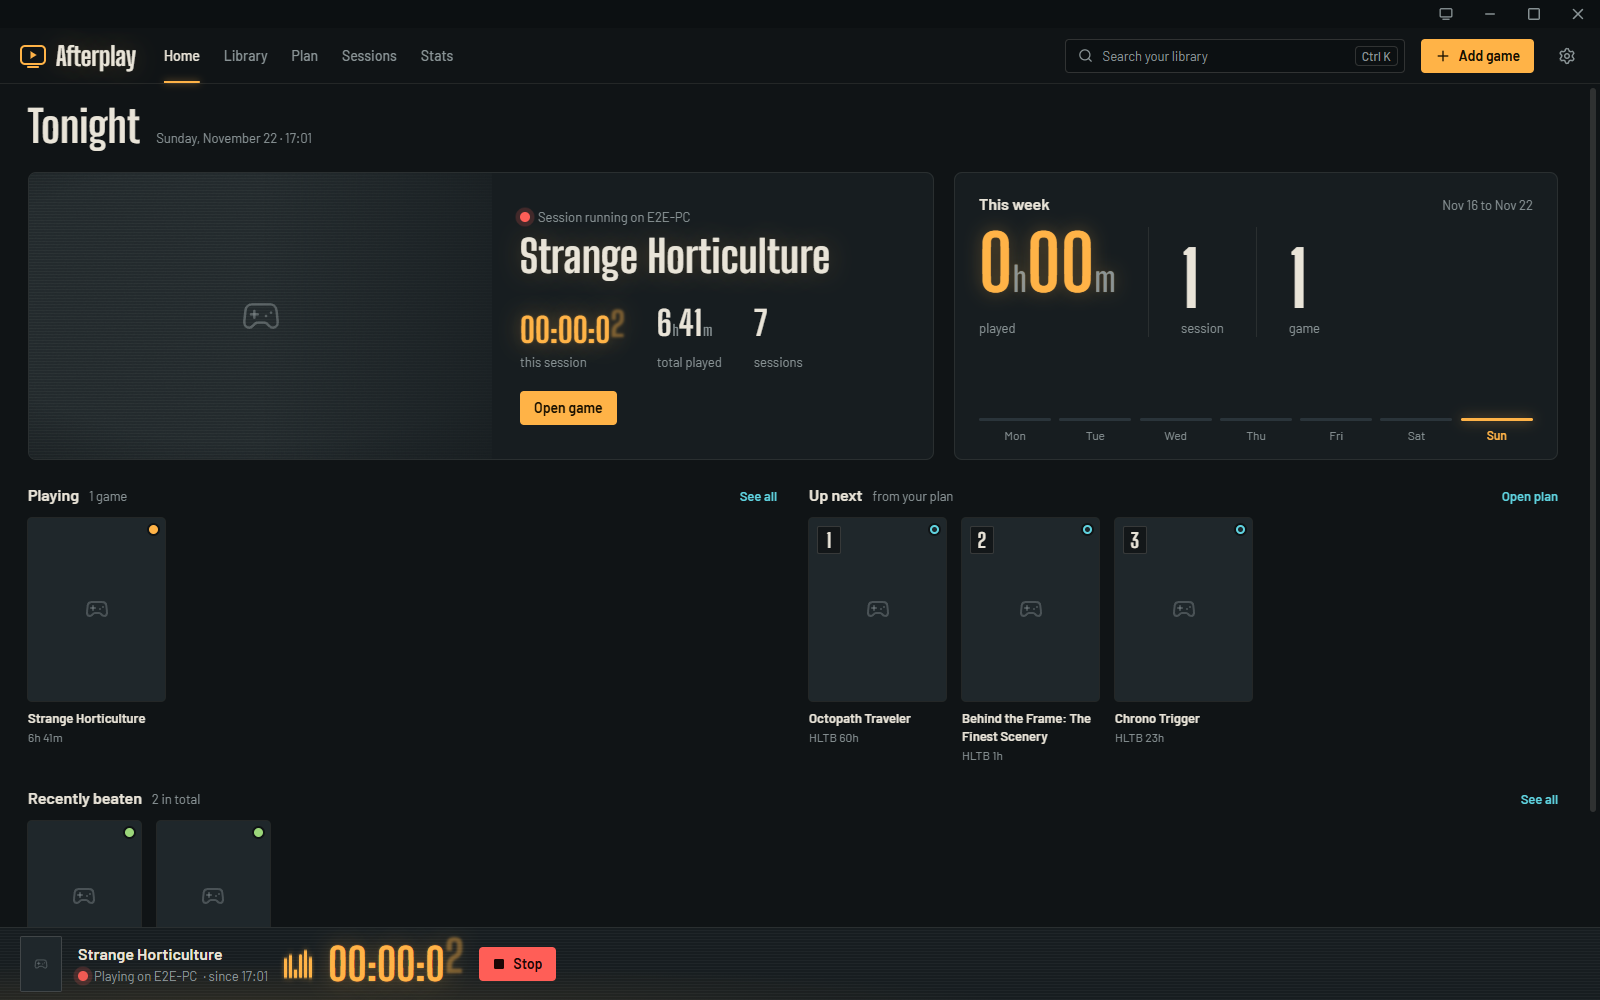 Afterplay
Home
Library
Plan
Sessions
Stats
Search your library
Ctrl K
Add game
Tonight
Sunday, November 22 · 17:01
Session running on E2E-PC
Strange Horticulture
00:00:02
this session
6h41m
total played
7
sessions
Open game
This week
Nov 16 to Nov 22
0h00m
played
1
session
1
game
Mon
Tue
Wed
Thu
Fri
Sat
Sun
Playing 1 game
See all
Strange Horticulture
6h 41m
Up next from your plan
Open plan
1
Octopath Traveler
HLTB 60h
2
Behind the Frame: The
Finest Scenery
HLTB 1h
3
Chrono Trigger
HLTB 23h
Recently beaten 2 in total
See all
Strange Horticulture
Playing on E2E-PC · since 17:01
00:00:02
Stop